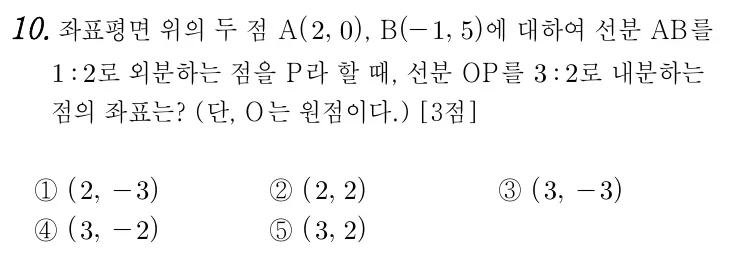 10. 좌표평면 위의 두 점 A(2, 0), B(−1, 5)에 대하여 선분 AB를
1 : 2로 외분하는 점을 P라 할 때, 선분 OP를 3 : 2로 내분하는
점의 좌표는? (단, O는 원점이다.) [3점]
① (2, −3) ② (2, 2) ③ (3, −3)
④ (3, −2) ⑤ (3, 2)